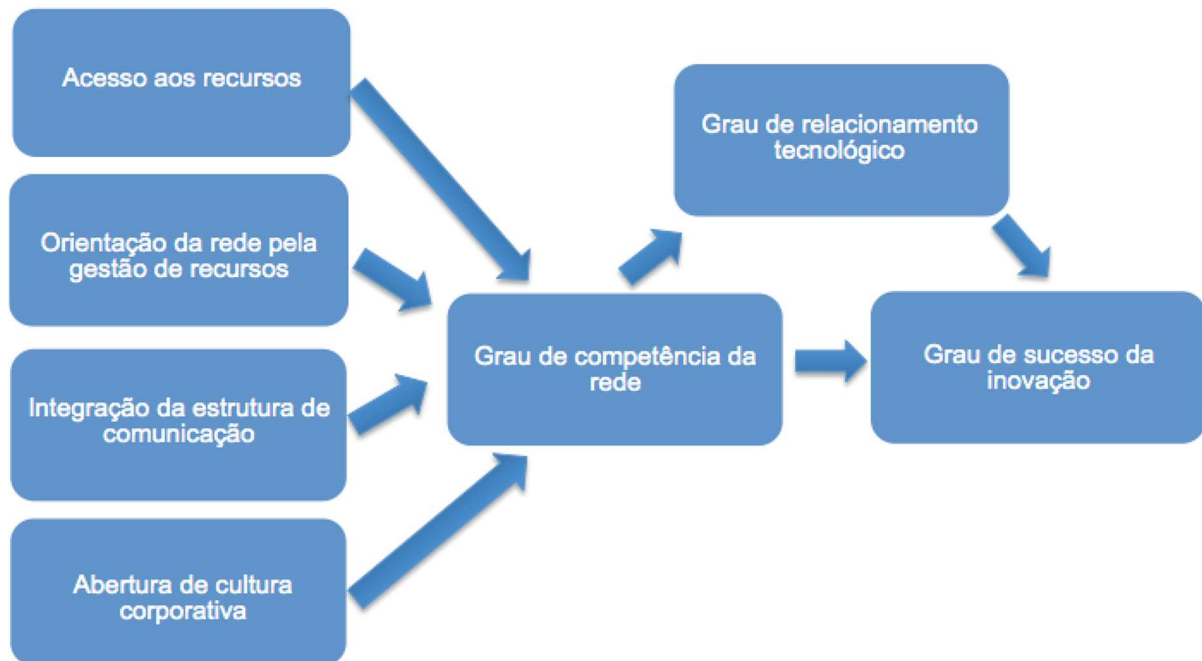 Acesso aos recursos
Orientação da rede pela
gestão de recursos
Integração da estrutura de
comunicação
Abertura de cultura
corporativa
Grau de competência da
rede
Grau de relacionamento
tecnológico
Grau de sucesso da
inovação